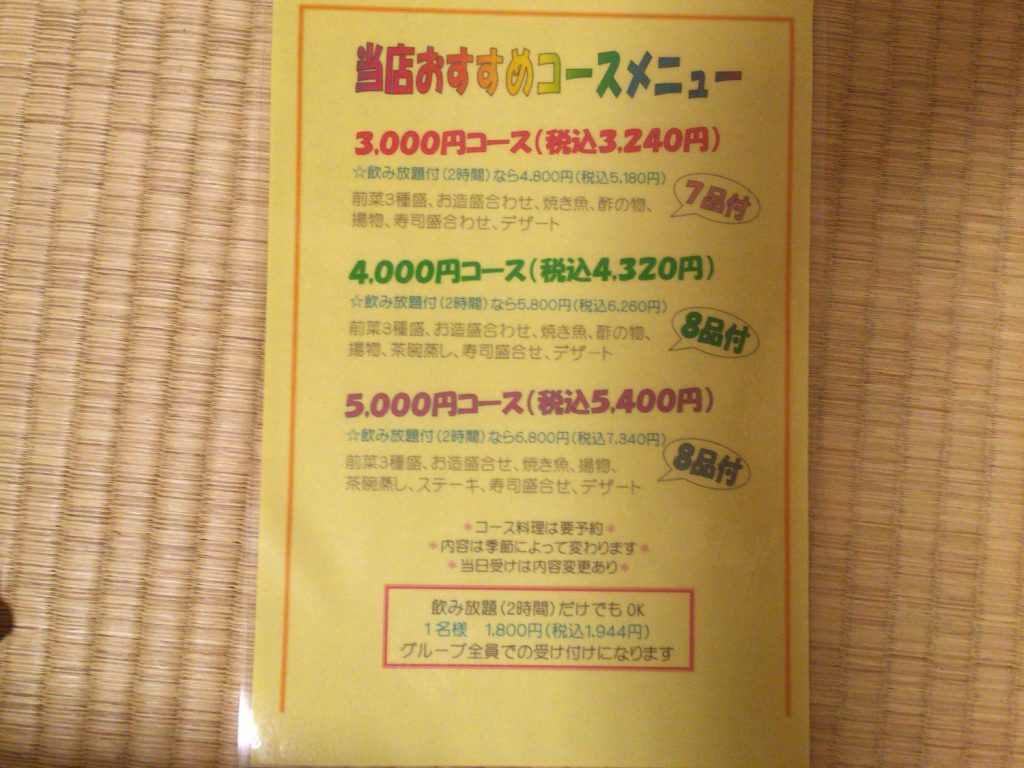 当店おすすめコースメニュー
3,000円コース(税込3,240円)
☆飲み放題付(2時間)なら4.800円(税込5.180円)
7品付
前菜3種盛、お造盛合わせ、焼き魚、酢の物、
揚物、寿司盛合わせ、デザート
4,000円コース(税込4,320円)
☆飲み放題付(2時間)なら5.800円(税込6.260円)
8品付
前菜3種盛、お造盛合わせ、焼き魚、酢の物、
揚物、茶碗蒸し、寿司盛合せ、デザート
5,000円コース(税込5,400円)
☆飲み放題付(2時間)なら6.800円(税込7.340円)
8品付
前菜3種盛、お造盛合せ、焼き魚、揚物、
茶碗蒸し、ステーキ、寿司盛合せ、デザート
*コース料理は要予約*
*内容は季節によって変わります*
*当日受けは内容変更あり*
飲み放題(2時間)だけでもOK
1名様 1.800円(税込1.944円)
グループ全員での受け付けになります